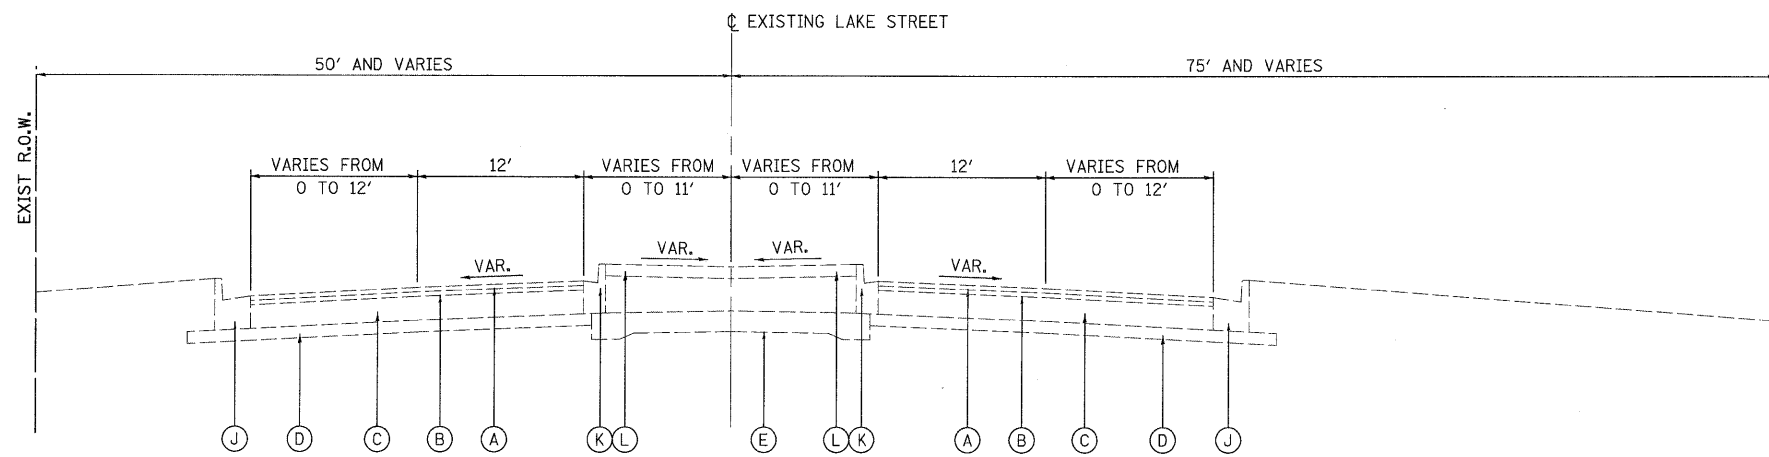 ℄ EXISTING LAKE STREET
50' AND VARIES
75' AND VARIES
EXIST R.O.W.
VARIES FROM
0 TO 12'
12'
VARIES FROM
0 TO 11'
VARIES FROM
0 TO 11'
12'
VARIES FROM
0 TO 12'
VAR.
VAR.
VAR.
VAR.
J D C B A K L E L K A B C D J